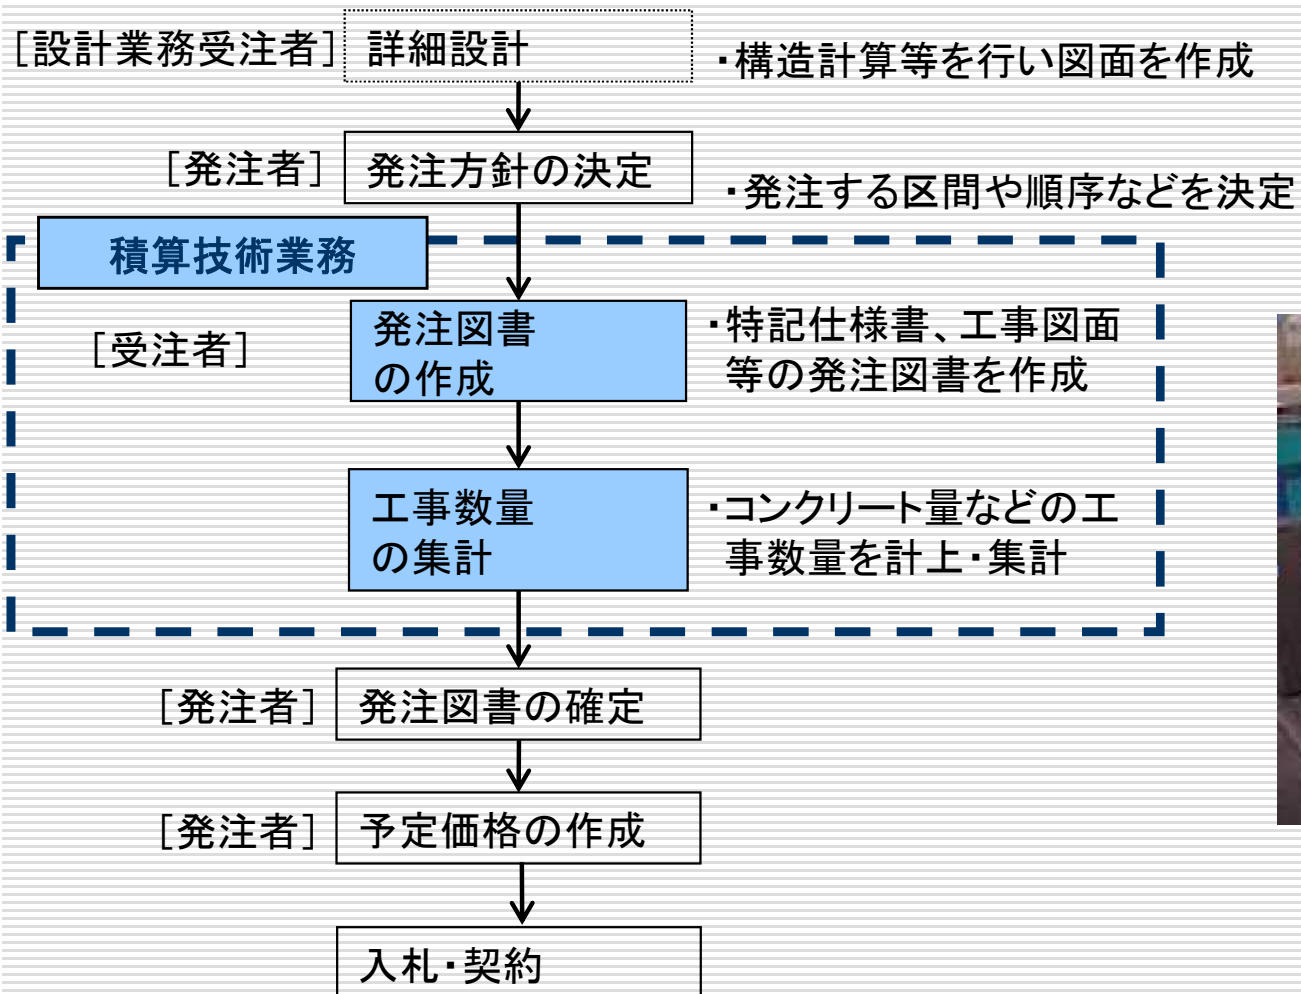 [設計業務受注者]
詳細設計
・構造計算等を行い図面を作成
[発注者]
発注方針の決定
・発注する区間や順序などを決定
積算技術業務
[受注者]
発注図書
の作成
・特記仕様書、工事図面
等の発注図書を作成
工事数量
の集計
・コンクリート量などの工
事数量を計上・集計
[発注者]
発注図書の確定
[発注者]
予定価格の作成
入札・契約